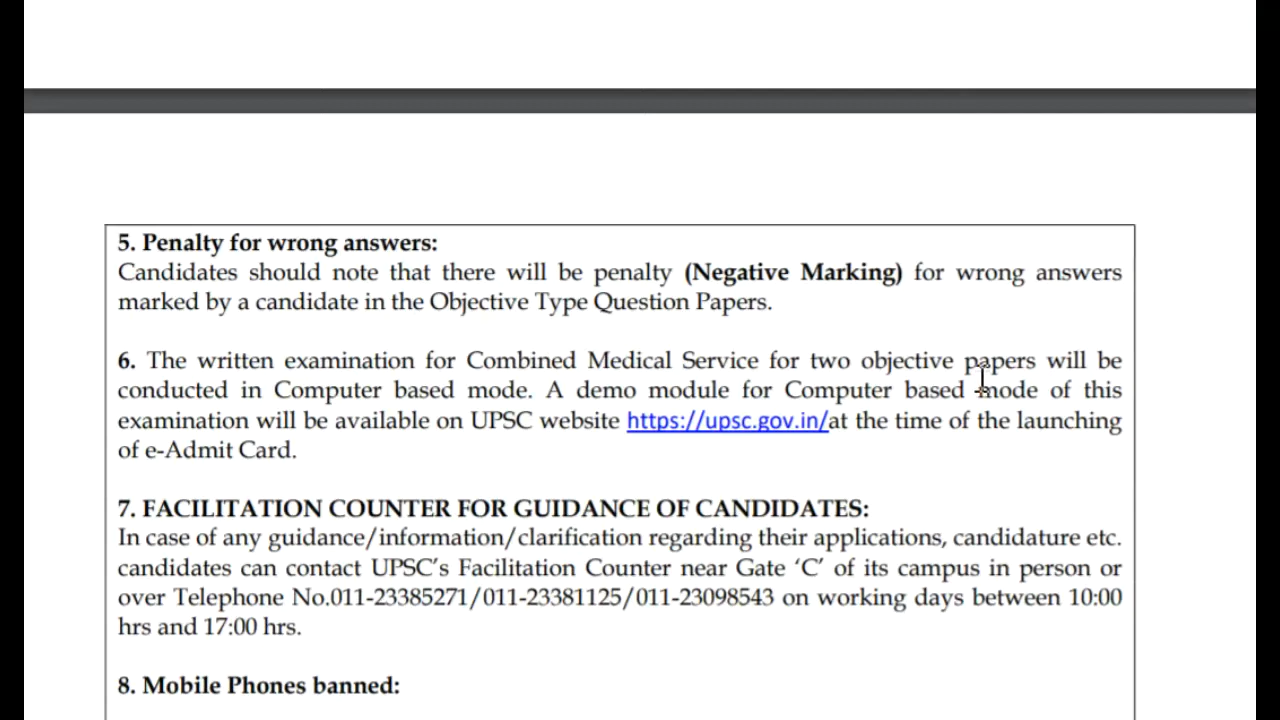 5. Penalty for wrong answers:
Candidates should note that there will be penalty (Negative Marking) for wrong answers
marked by a candidate in the Objective Type Question Papers.
6. The written examination for Combined Medical Service for two objective papers will be
conducted in Computer based mode. A demo module for Computer based mode of this
examination will be available on UPSC website https://upsc.gov.in/at the time of the launching
of e-Admit Card.
7. FACILITATION COUNTER FOR GUIDANCE OF CANDIDATES:
In case of any guidance/information/clarification regarding their applications, candidature etc.
candidates can contact UPSC’s Facilitation Counter near Gate ‘C’ of its campus in person or
over Telephone No.011-23385271/011-23381125/011-23098543 on working days between 10:00
hrs and 17:00 hrs.
8. Mobile Phones banned: